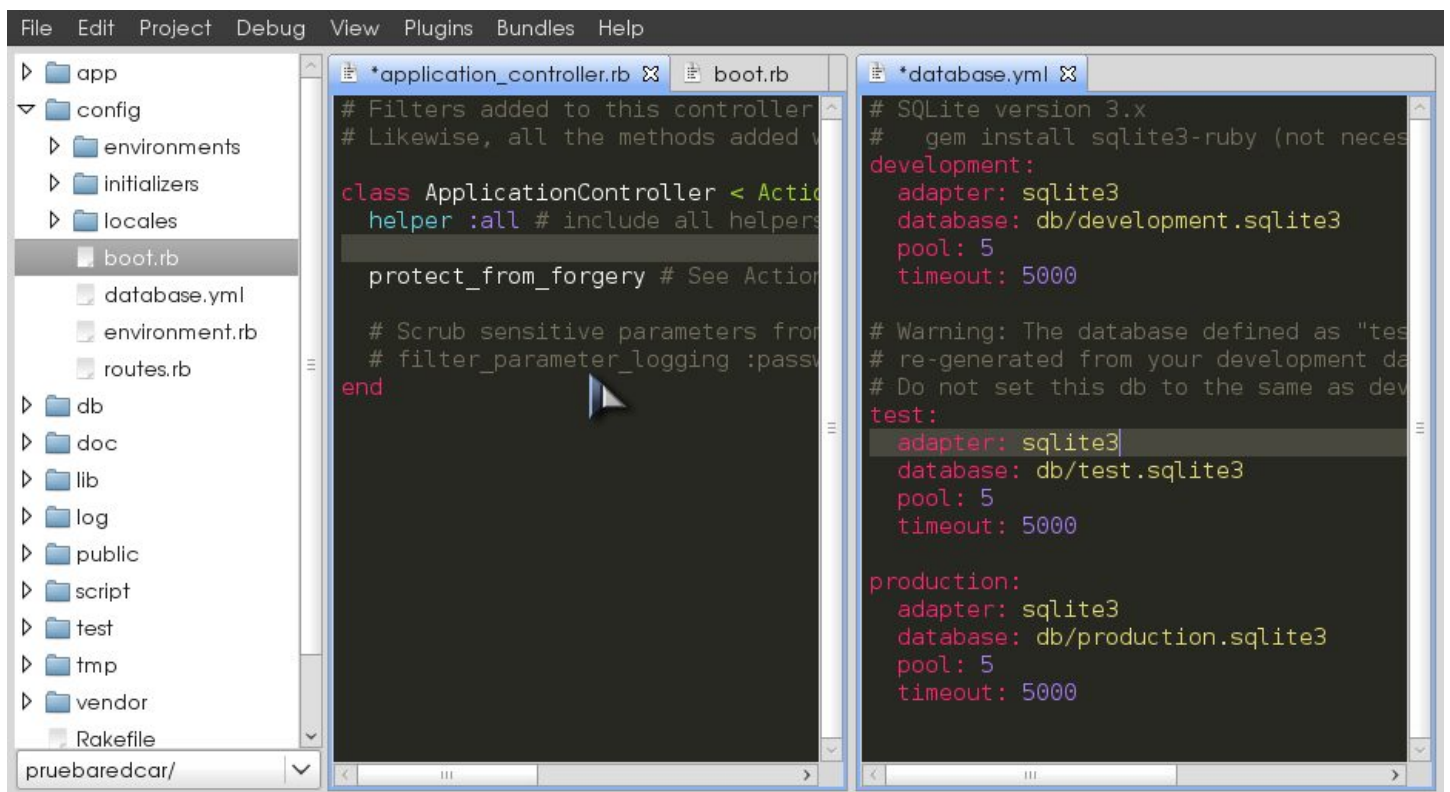 File Edit Project Debug View Plugins Bundles Help
app
config
environments
initializers
locales
boot.rb
database.yml
environment.rb
routes.rb
db
doc
lib
log
public
script
test
tmp
vendor
Rakefile
pruebaredcar/
*application_controller.rb boot.rb
# Filters added to this controller
# Likewise, all the methods added
class ApplicationController < Actio
helper :all # include all helpers
protect_from_forgery # See Action
# Scrub sensitive parameters from
# filter_parameter_logging :passw
end
*database.yml
# SQLite version 3.x
#   gem install sqlite3-ruby (not neces
development:
adapter: sqlite3
database: db/development.sqlite3
pool: 5
timeout: 5000
# Warning: The database defined as "tes
# re-generated from your development da
# Do not set this db to the same as dev
test:
adapter: sqlite3
database: db/test.sqlite3
pool: 5
timeout: 5000
production:
adapter: sqlite3
database: db/production.sqlite3
pool: 5
timeout: 5000